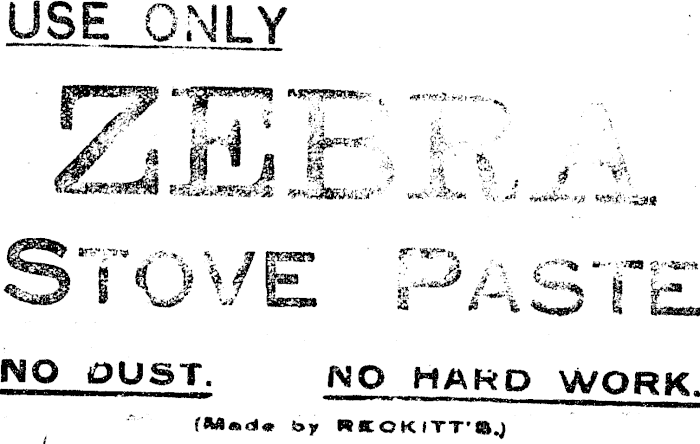 USE ONLY
ZEBRA
STOVE PASTE
NO DUST. NO HARD WORK.
(Made by RECKITT'S.)